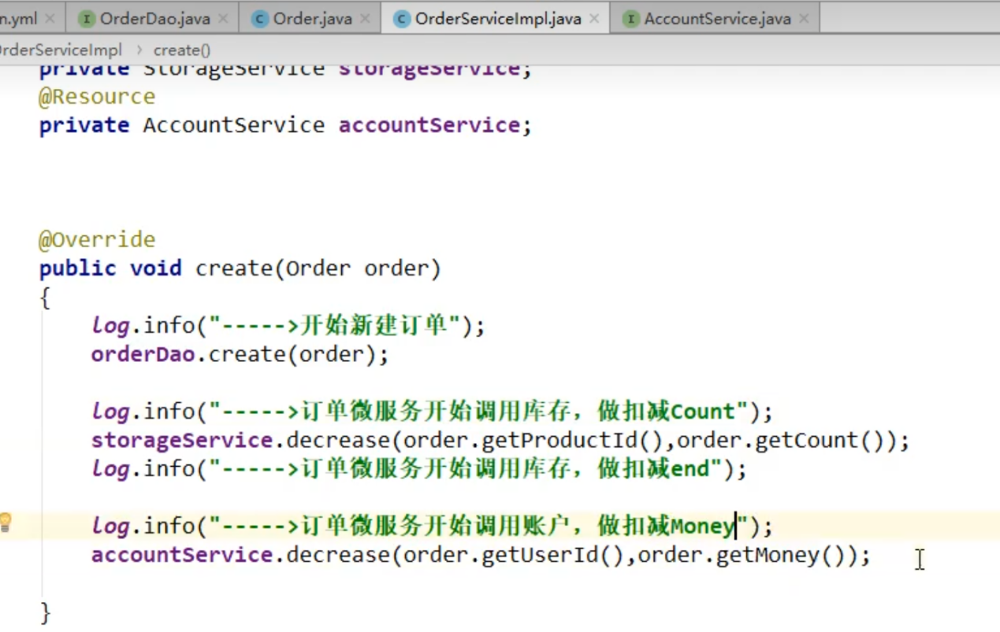 n.yml × I OrderDao.java × C Order.java × C OrderServiceImpl.java × I AccountService.java ×
OrderServiceImpl › create()
private StorageService storageService;
@Resource
private AccountService accountService;
@Override
public void create(Order order)
{
log.info("----->开始新建订单");
orderDao.create(order);
log.info("----->订单微服务开始调用库存，做扣减Count");
storageService.decrease(order.getProductId(),order.getCount());
log.info("----->订单微服务开始调用库存，做扣减end");
log.info("----->订单微服务开始调用账户，做扣减Money");
accountService.decrease(order.getUserId(),order.getMoney());
}